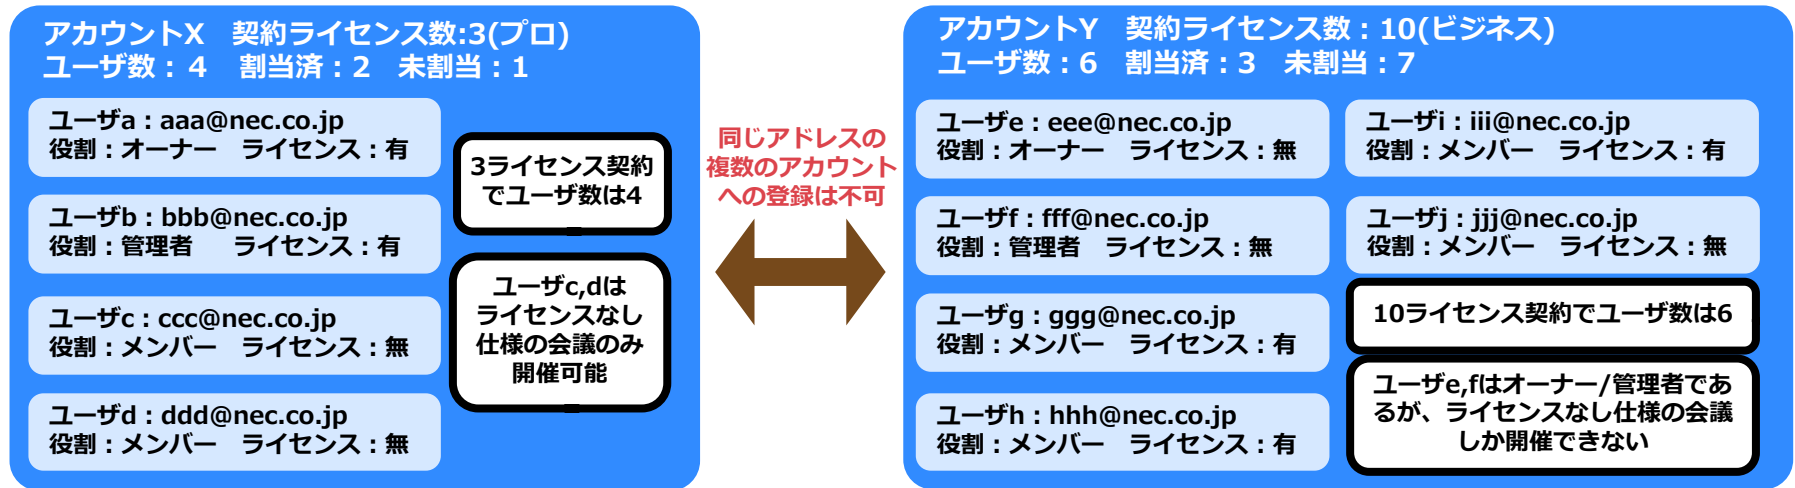 アカウントX　契約ライセンス数:3(プロ)
ユーザ数：４　割当済：2　未割当：1
ユーザa：aaa@nec.co.jp
役割：オーナー　ライセンス：有
ユーザb：bbb@nec.co.jp
役割：管理者　ライセンス：有
ユーザc：ccc@nec.co.jp
役割：メンバー　ライセンス：無
ユーザd：ddd@nec.co.jp
役割：メンバー　ライセンス：無
3ライセンス契約
でユーザ数は4
ユーザc,dは
ライセンスなし
仕様の会議のみ
開催可能
同じアドレスの
複数のアカウント
への登録は不可
アカウントY　契約ライセンス数：10(ビジネス)
ユーザ数：6　割当済：3　未割当：7
ユーザe：eee@nec.co.jp
役割：オーナー　ライセンス：無
ユーザf：fff@nec.co.jp
役割：管理者　ライセンス：無
ユーザg：ggg@nec.co.jp
役割：メンバー　ライセンス：有
ユーザh：hhh@nec.co.jp
役割：メンバー　ライセンス：有
ユーザi：iii@nec.co.jp
役割：メンバー　ライセンス：有
ユーザj：jjj@nec.co.jp
役割：メンバー　ライセンス：無
10ライセンス契約でユーザ数は6
ユーザe,fはオーナー/管理者であ
るが、ライセンスなし仕様の会議
しか開催できない